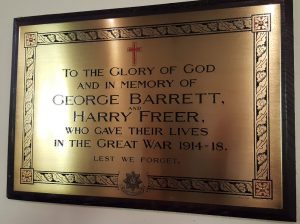 TO THE GLORY OF GOD
AND IN MEMORY OF
GEORGE BARRETT,
AND
HARRY FREER,
WHO GAVE THEIR LIVES
IN THE GREAT WAR 1914-18.
LEST WE FORGET.